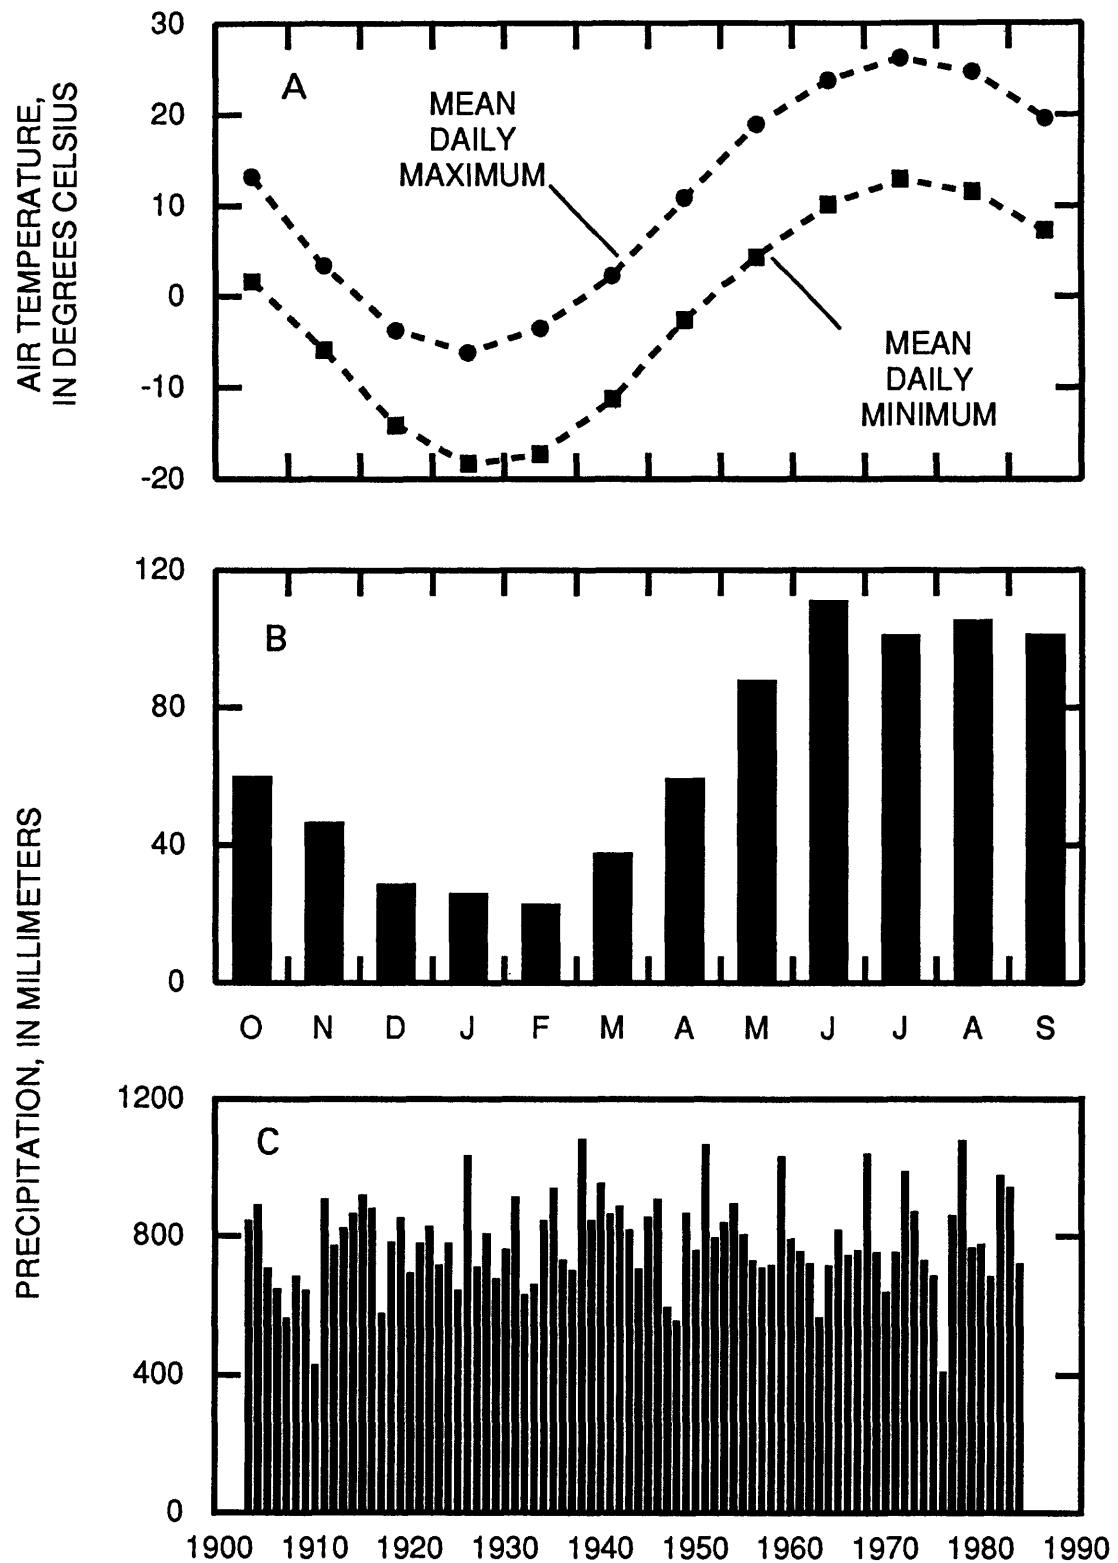 AIR TEMPERATURE,
IN DEGREES CELSIUS
30
20
10
0
-10
-20
A
MEAN
DAILY
MAXIMUM
MEAN
DAILY
MINIMUM
PRECIPITATION, IN MILLIMETERS
120
80
40
0
B
O N D J F M A M J J A S
1200
800
400
0
C
1900 1910 1920 1930 1940 1950 1960 1970 1980 1990